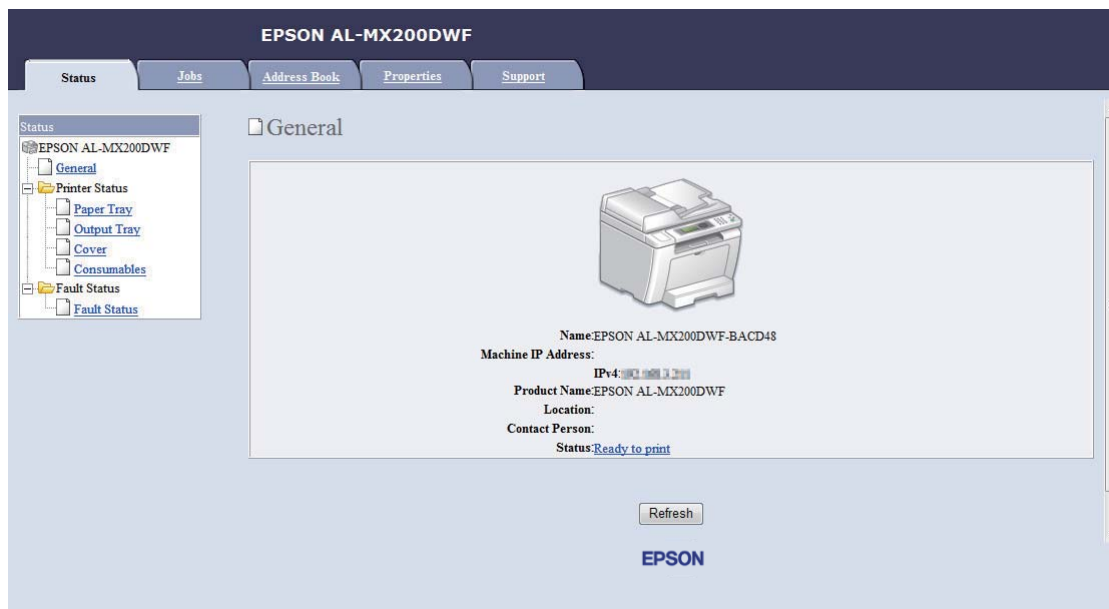 EPSON AL-MX200DWF
Status Jobs Address Book Properties Support
Status
EPSON AL-MX200DWF
General
Printer Status
Paper Tray
Output Tray
Cover
Consumables
Fault Status
Fault Status
General
Name:EPSON AL-MX200DWF-BACD48
Machine IP Address:
IPv4:
Product Name:EPSON AL-MX200DWF
Location:
Contact Person:
Status:Ready to print
Refresh
EPSON